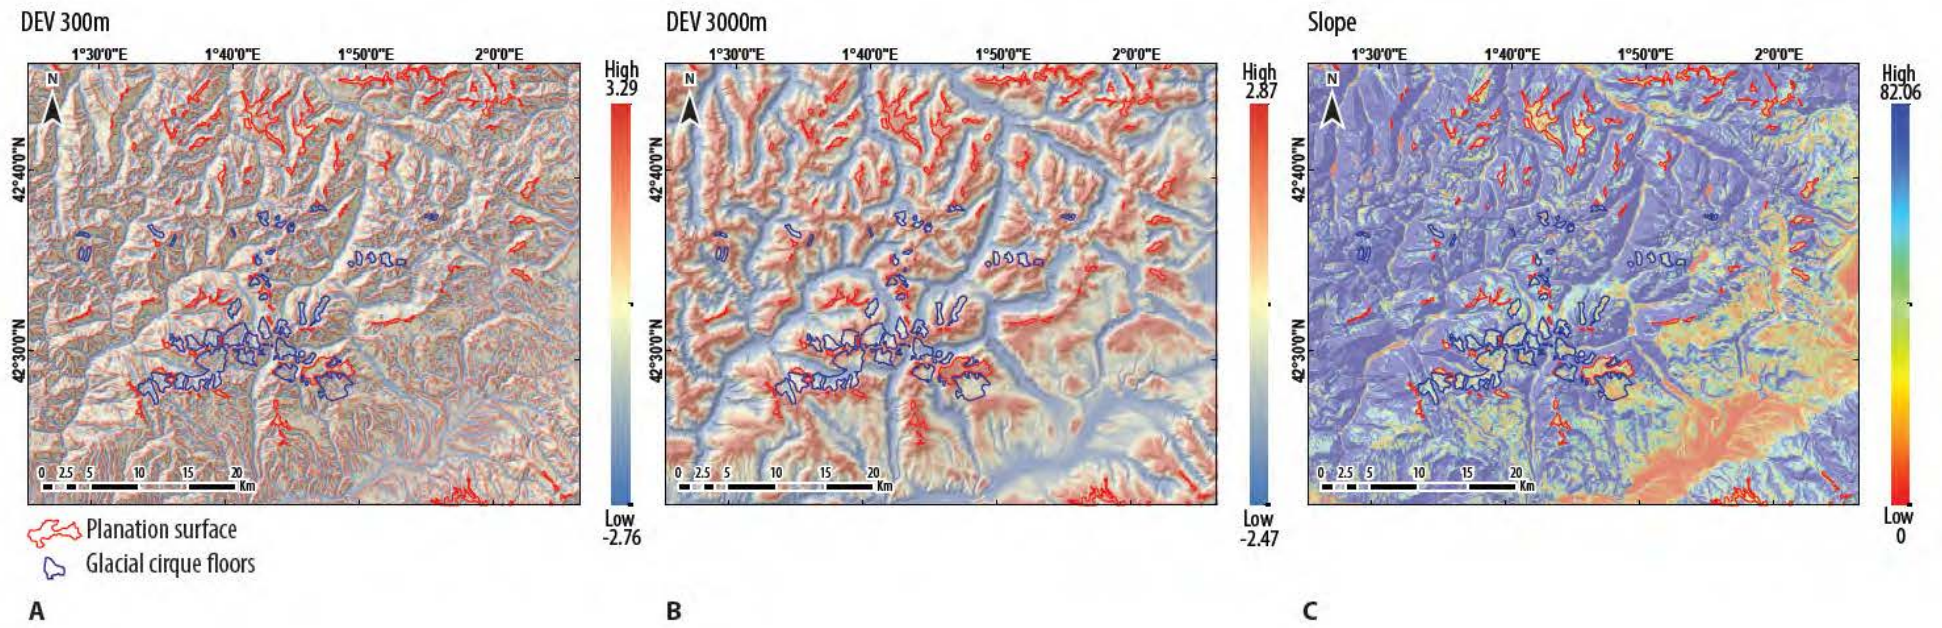 DEV 300m
1°30'0"E 1°40'0"E 1°50'0"E 2°0'0"E
N
42°40'0"N
42°30'0"N
0 2.5 5 10 15 20
Km
High
3.29
Low
-2.76
DEV 3000m
1°30'0"E 1°40'0"E 1°50'0"E 2°0'0"E
N
42°40'0"N
42°30'0"N
0 2.5 5 10 15 20
Km
High
2.87
Low
-2.47
Slope
1°30'0"E 1°40'0"E 1°50'0"E 2°0'0"E
N
42°40'0"N
42°30'0"N
0 2.5 5 10 15 20
Km
High
82.06
Low
0
Planation surface
Glacial cirque floors
A
B
C